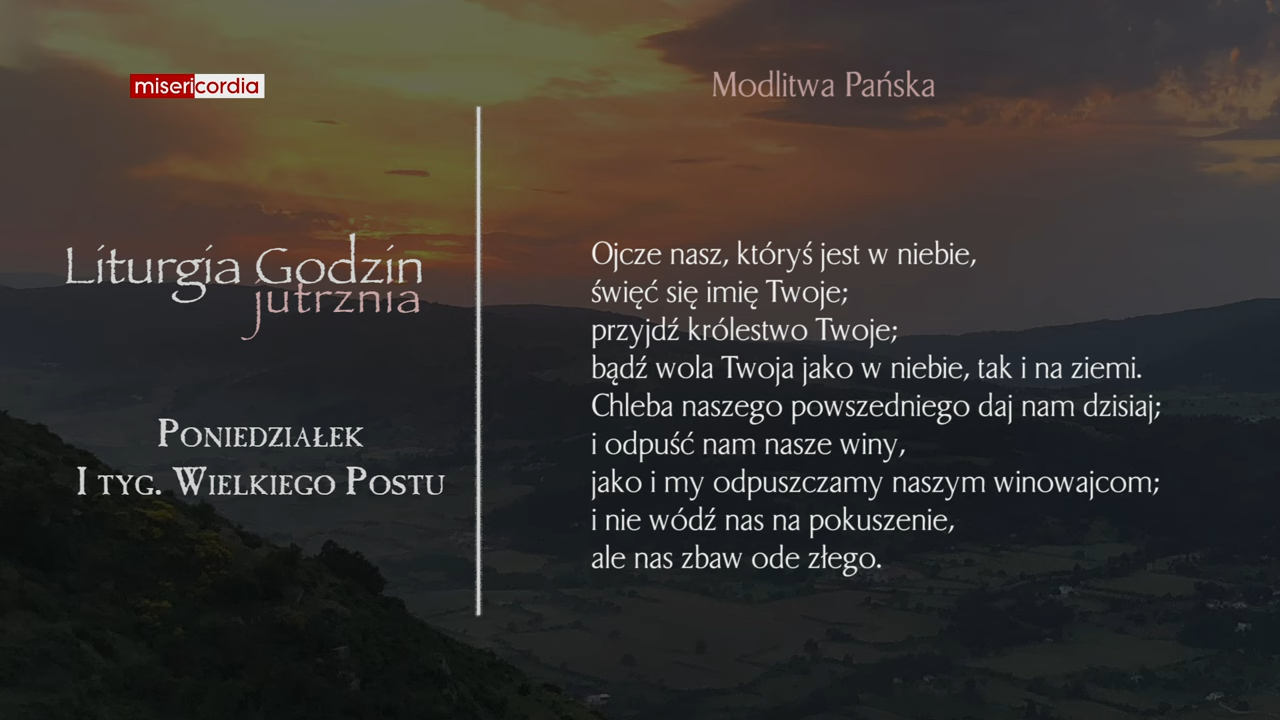 misericordia
Liturgia Godzin
jutrznia
Poniedziałek
I tyg. Wielkiego Postu
Modlitwa Pańska
Ojcze nasz, któryś jest w niebie,
święć się imię Twoje;
przyjdź królestwo Twoje;
bądź wola Twoja jako w niebie, tak i na ziemi.
Chleba naszego powszedniego daj nam dzisiaj;
i odpuść nam nasze winy,
jako i my odpuszczamy naszym winowajcom;
i nie wódź nas na pokuszenie,
ale nas zbaw ode złego.